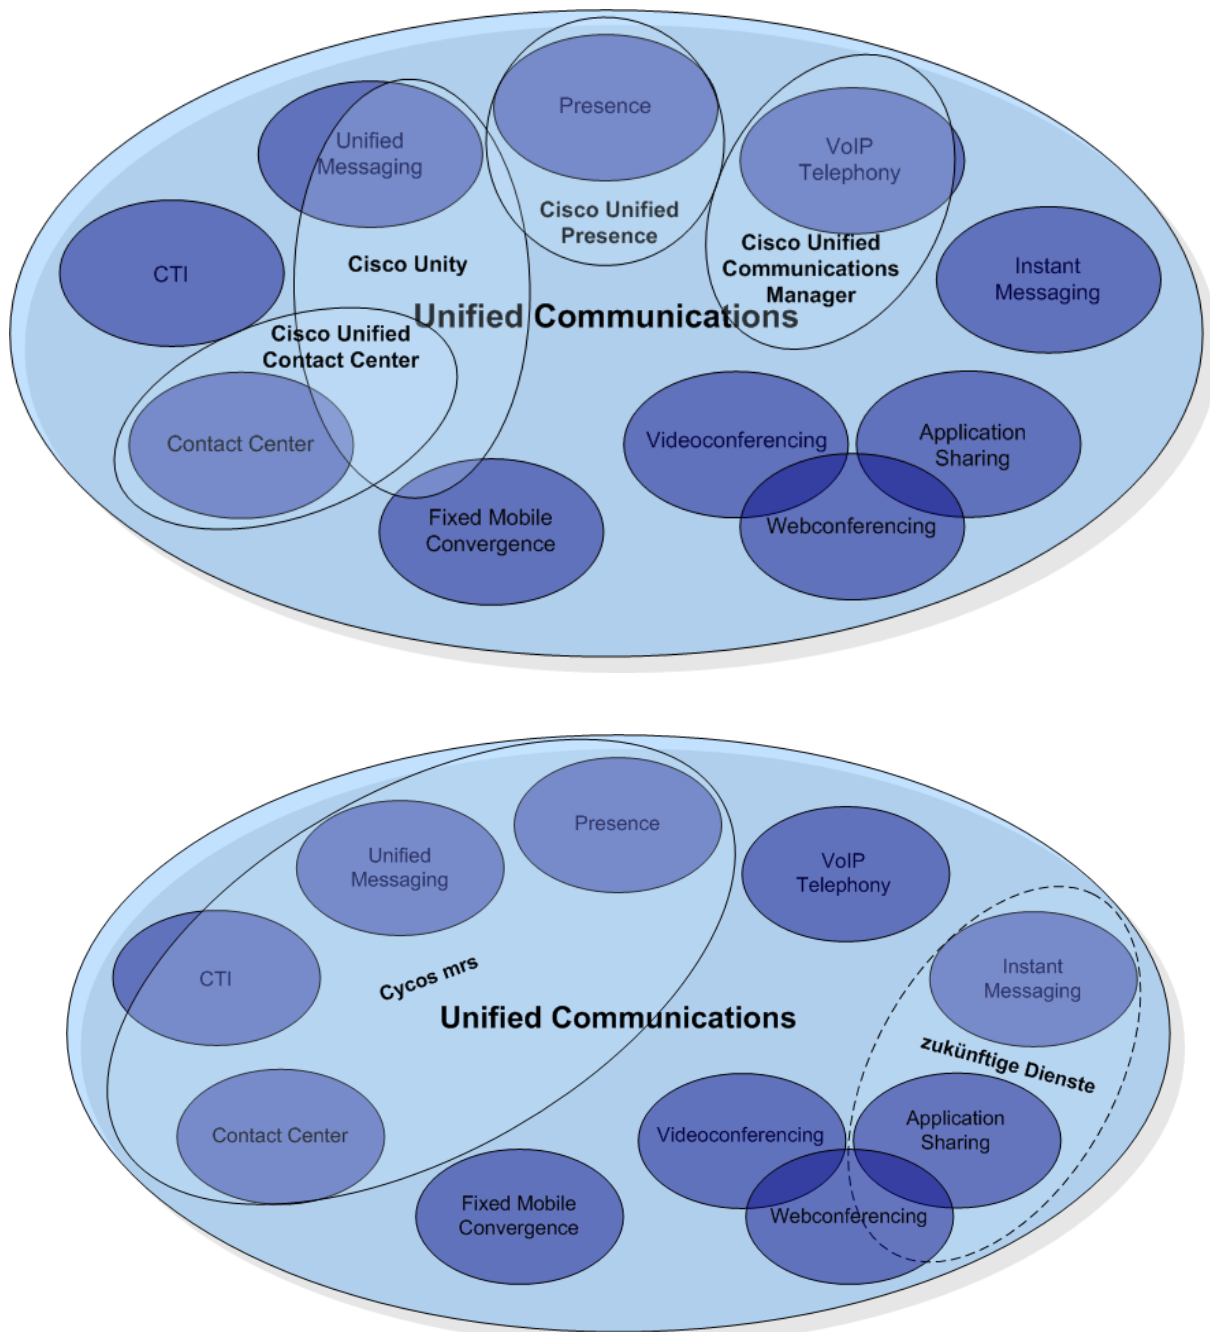 Presence
Unified
Messaging
VoIP
Telephony
Cisco Unified
Presence
Cisco Unified
Communications
Manager
Cisco Unity
CTI
Instant
Messaging
Unified Communications
Cisco Unified
Contact Center
Contact Center
Videoconferencing
Application
Sharing
Fixed Mobile
Convergence
Webconferencing
Presence
Unified
Messaging
VoIP
Telephony
CTI
Cycos mrs
Instant
Messaging
Unified Communications
zukünftige Dienste
Contact Center
Videoconferencing
Application
Sharing
Fixed Mobile
Convergence
Webconferencing